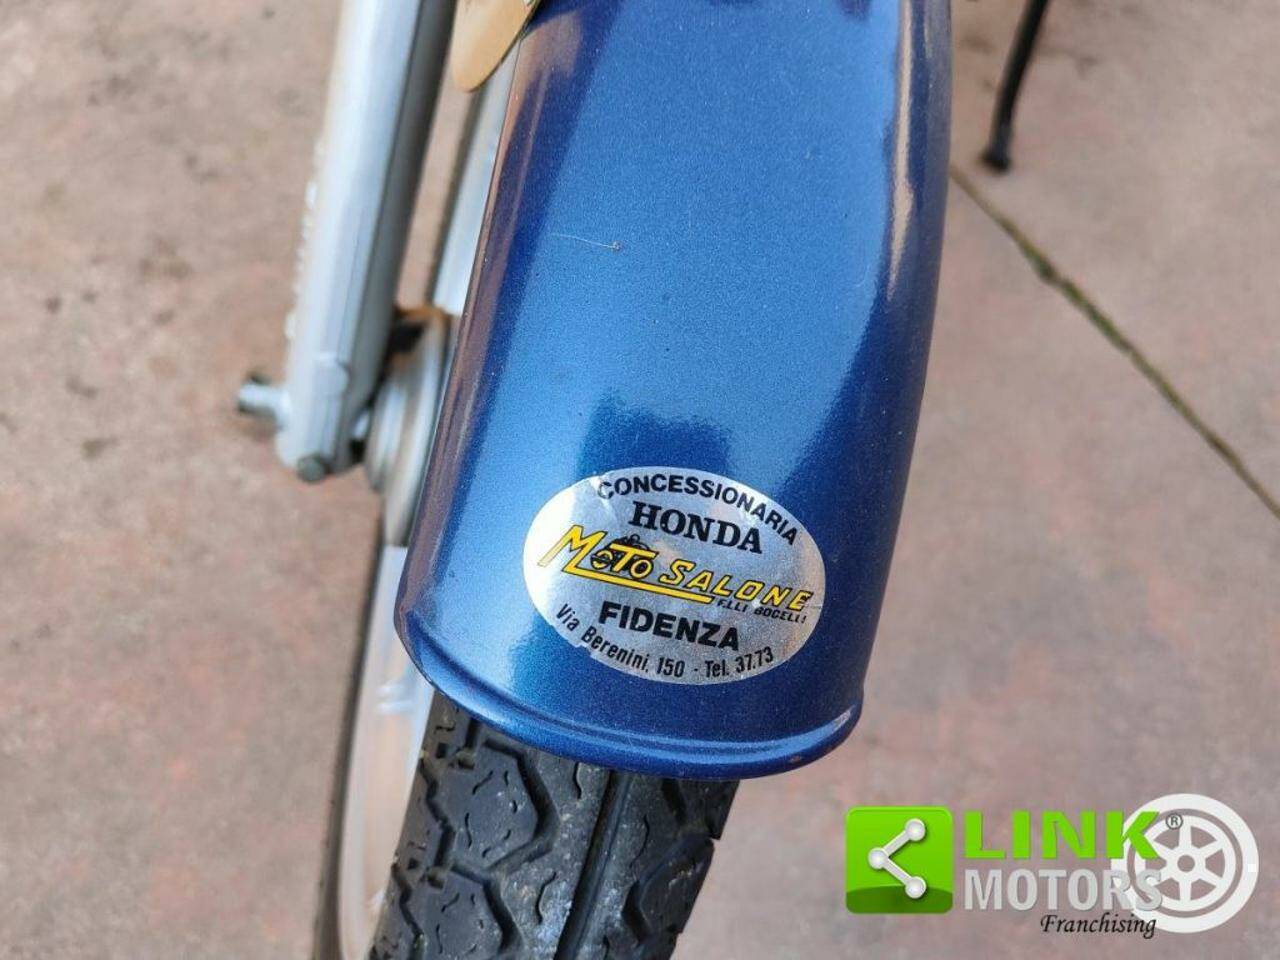 CONCESSIONARIA
HONDA
MOTO SALONE
F.LLI BOCELLI
FIDENZA
Via Berenini, 150 - Tel. 37.73
LINK®
MOTORS
Franchising